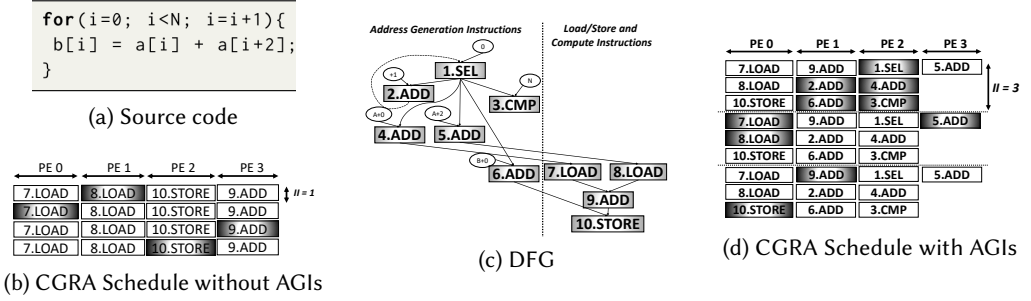 for(i=0; i<N; i=i+1){
b[i] = a[i] + a[i+2];
}
(a) Source code
PE 0 PE 1 PE 2 PE 3
7.LOAD 8.LOAD 10.STORE 9.ADD
7.LOAD 8.LOAD 10.STORE 9.ADD
7.LOAD 8.LOAD 10.STORE 9.ADD
7.LOAD 8.LOAD 10.STORE 9.ADD
II = 1
(b) CGRA Schedule without AGIs
Address Generation Instructions
Load/Store and
Compute Instructions
0
1.SEL
+1
N
2.ADD
3.CMP
A+0
A+2
4.ADD 5.ADD
B+0
6.ADD 7.LOAD 8.LOAD
9.ADD
10.STORE
(c) DFG
PE 0 PE 1 PE 2 PE 3
7.LOAD 9.ADD 1.SEL 5.ADD
8.LOAD 2.ADD 4.ADD
10.STORE 6.ADD 3.CMP
II = 3
7.LOAD 9.ADD 1.SEL 5.ADD
8.LOAD 2.ADD 4.ADD
10.STORE 6.ADD 3.CMP
7.LOAD 9.ADD 1.SEL 5.ADD
8.LOAD 2.ADD 4.ADD
10.STORE 6.ADD 3.CMP
(d) CGRA Schedule with AGIs